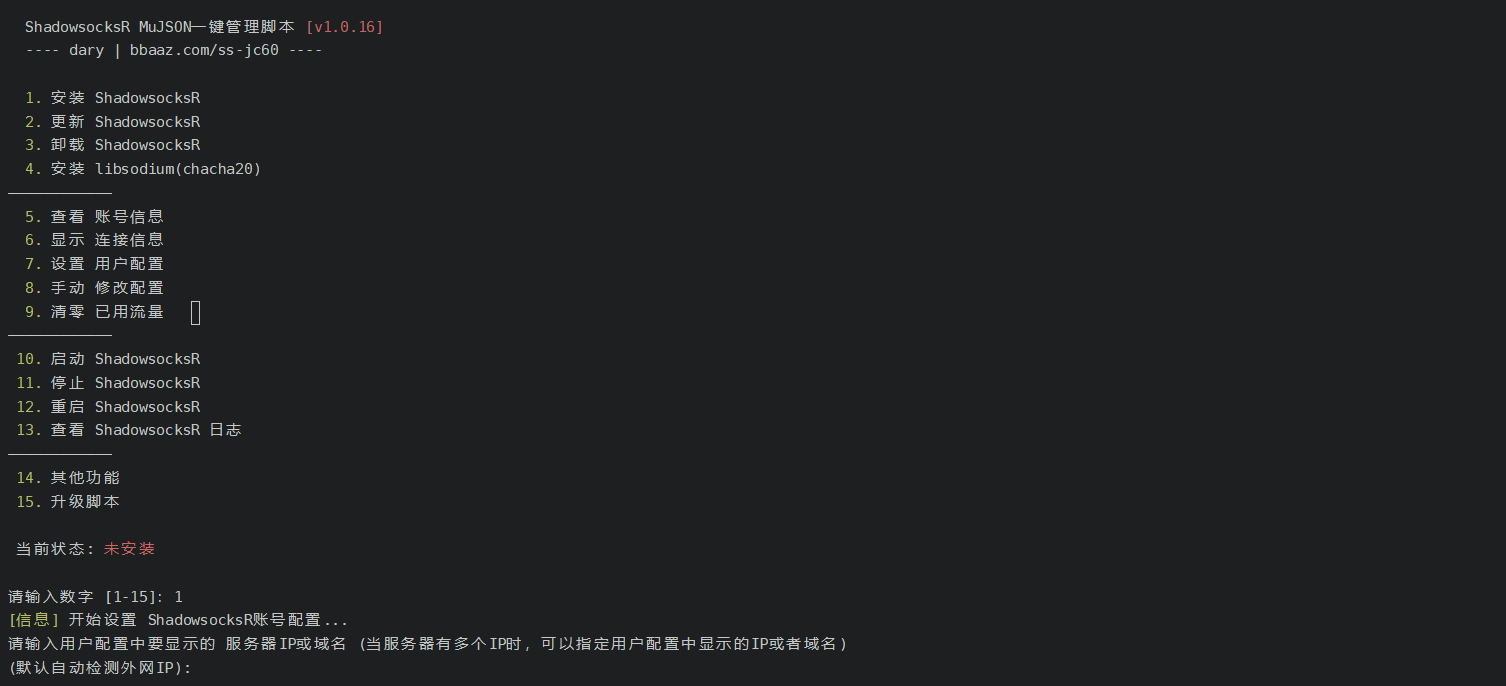 ShadowsocksR MuJSON一键管理脚本 [v1.0.16]
---- dary | bbaaz.com/ss-jc60 ----
1. 安装 ShadowsocksR
2. 更新 ShadowsocksR
3. 卸载 ShadowsocksR
4. 安装 libsodium(chacha20)
————————————
5. 查看 账号信息
6. 显示 连接信息
7. 设置 用户配置
8. 手动 修改配置
9. 清零 已用流量
————————————
10. 启动 ShadowsocksR
11. 停止 ShadowsocksR
12. 重启 ShadowsocksR
13. 查看 ShadowsocksR 日志
————————————
14. 其他功能
15. 升级脚本
当前状态: 未安装
请输入数字 [1-15]: 1
[信息] 开始设置 ShadowsocksR账号配置...
请输入用户配置中要显示的 服务器IP或域名 (当服务器有多个IP时, 可以指定用户配置中显示的IP或者域名)
(默认自动检测外网IP):